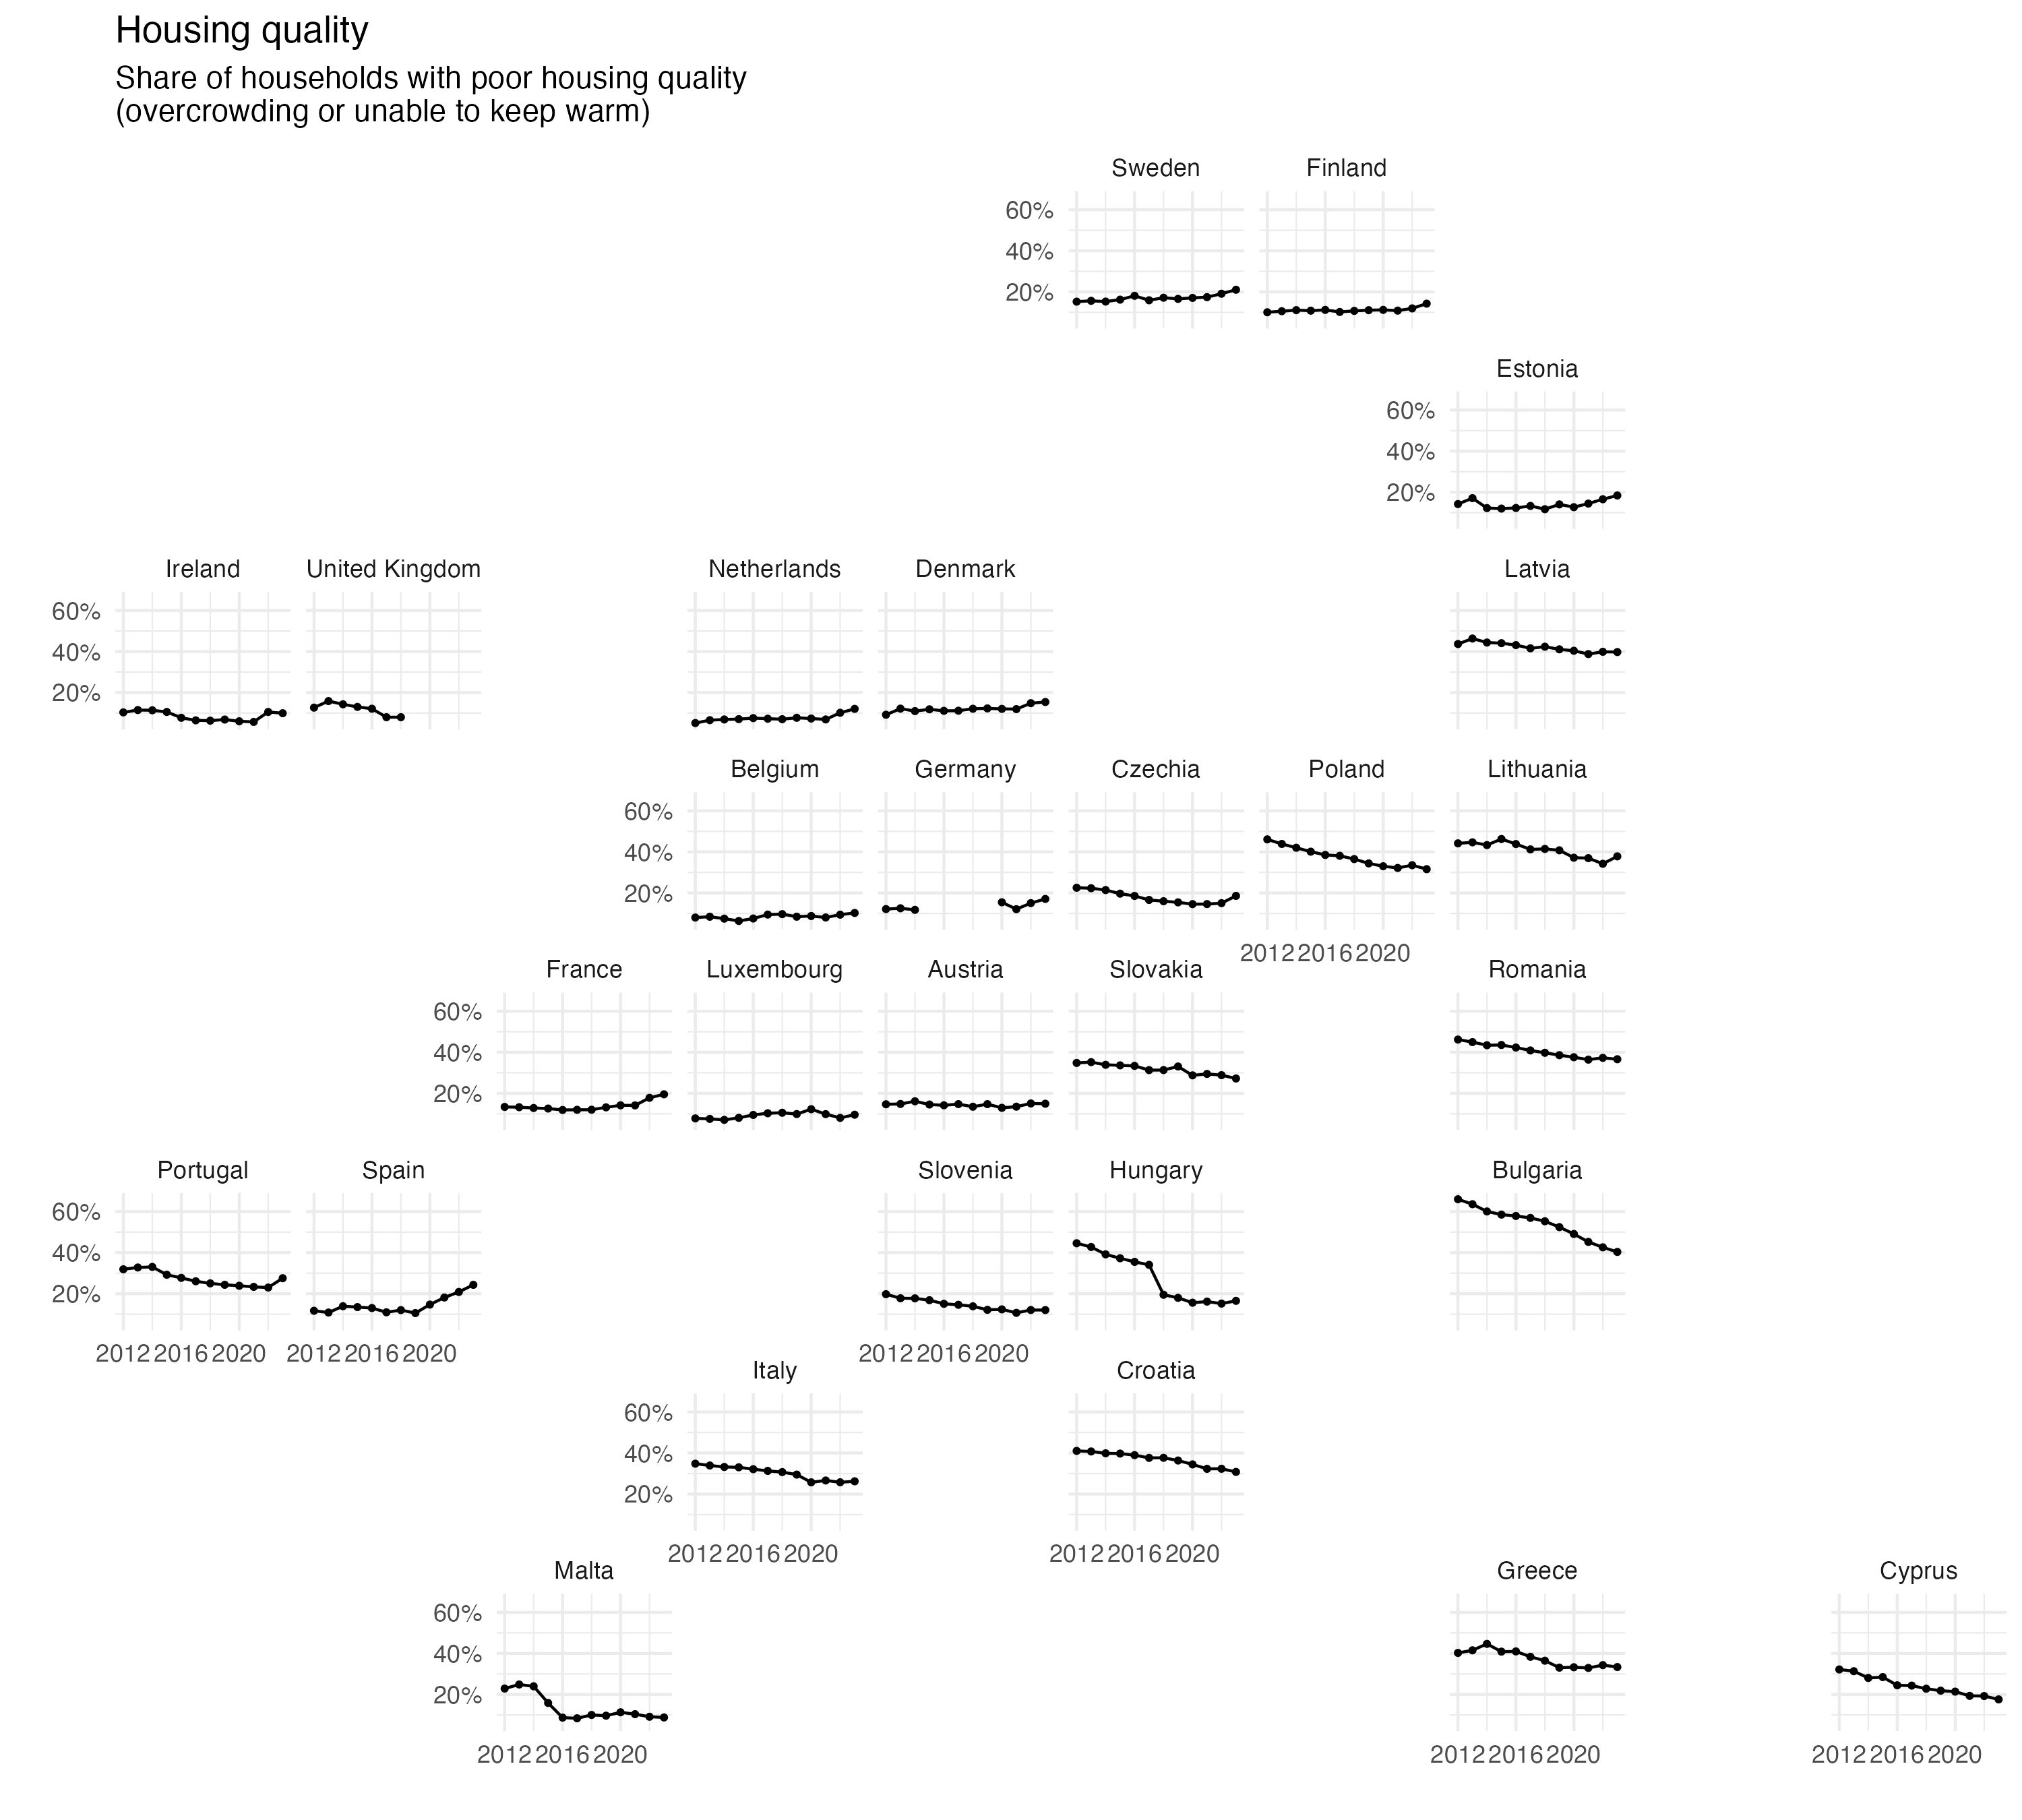 Housing quality
Share of households with poor housing quality
(overcrowding or unable to keep warm)
Sweden Finland
60%
40%
20%
Estonia
60%
40%
20%
Ireland United Kingdom Netherlands Denmark Latvia
60%
40%
20%
Belgium Germany Czechia Poland Lithuania
60%
40%
20%
2012 2016 2020
France Luxembourg Austria Slovakia Romania
60%
40%
20%
Portugal Spain Slovenia Hungary Bulgaria
60%
40%
20%
2012 2016 2020 2012 2016 2020 2012 2016 2020
Italy Croatia
60%
40%
20%
2012 2016 2020 2012 2016 2020
Malta Greece Cyprus
60%
40%
20%
2012 2016 2020 2012 2016 2020 2012 2016 2020